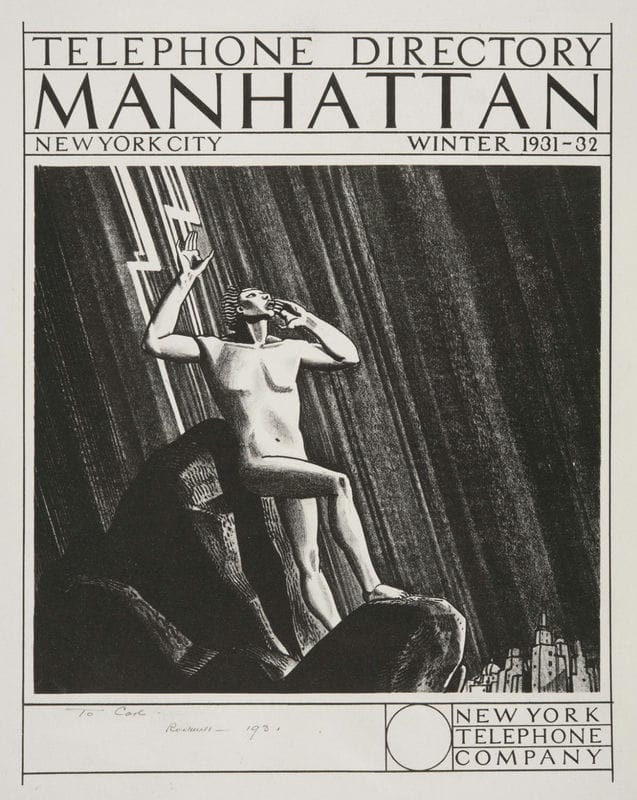 TELEPHONE DIRECTORY
MANHATTAN
NEW YORK CITY WINTER 1931-32
To Carl -
Rockwell - 1931
NEW YORK
TELEPHONE
COMPANY